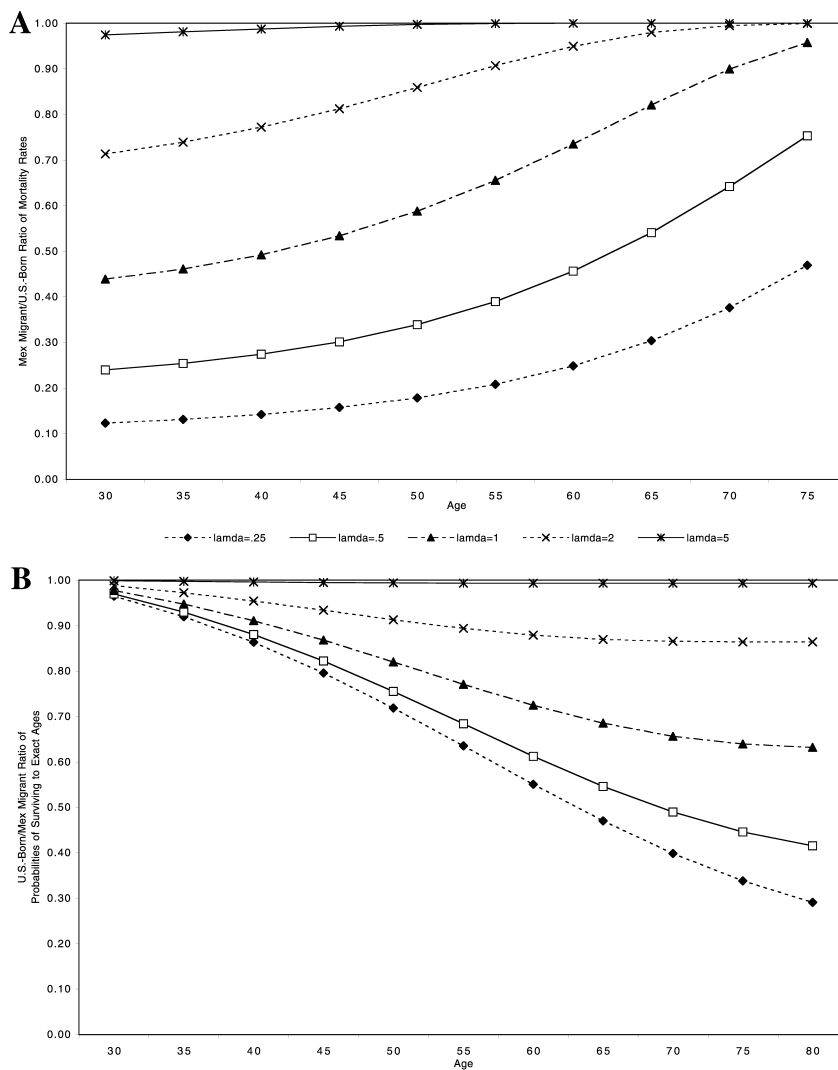 A
1.00
0.90
0.80
0.70
0.60
0.50
0.40
0.30
0.20
0.10
0.00
Mex Migrant/U.S.-Born Ratio of Mortality Rates
30 35 40 45 50 55 60 65 70 75
Age
lamda=.25 lamda=.5 lamda=1 lamda=2 lamda=5
B
1.00
0.90
0.80
0.70
0.60
0.50
0.40
0.30
0.20
0.10
0.00
U.S.-Born/Mex Migrant Ratio of
Probabilities of Surviving to Exact Ages
30 35 40 45 50 55 60 65 70 75 80
Age